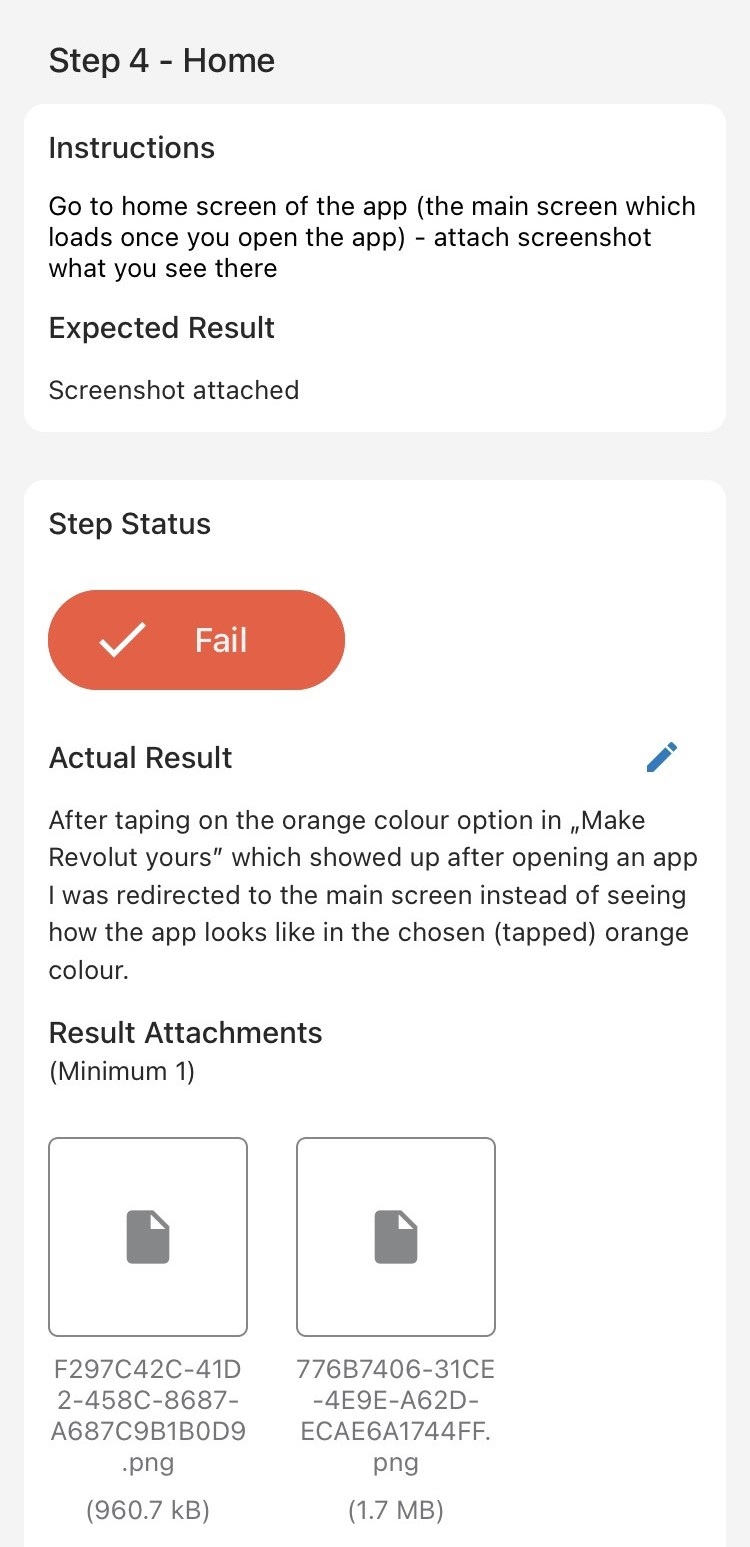 Step 4 - Home
Instructions
Go to home screen of the app (the main screen which
loads once you open the app) - attach screenshot
what you see there
Expected Result
Screenshot attached
Step Status
Fail
Actual Result
After taping on the orange colour option in „Make
Revolut yours” which showed up after opening an app
I was redirected to the main screen instead of seeing
how the app looks like in the chosen (tapped) orange
colour.
Result Attachments
(Minimum 1)
F297C42C-41D
2-458C-8687-
A687C9B1B0D9
.png
(960.7 kB)
776B7406-31CE
-4E9E-A62D-
ECAE6A1744FF.
png
(1.7 MB)